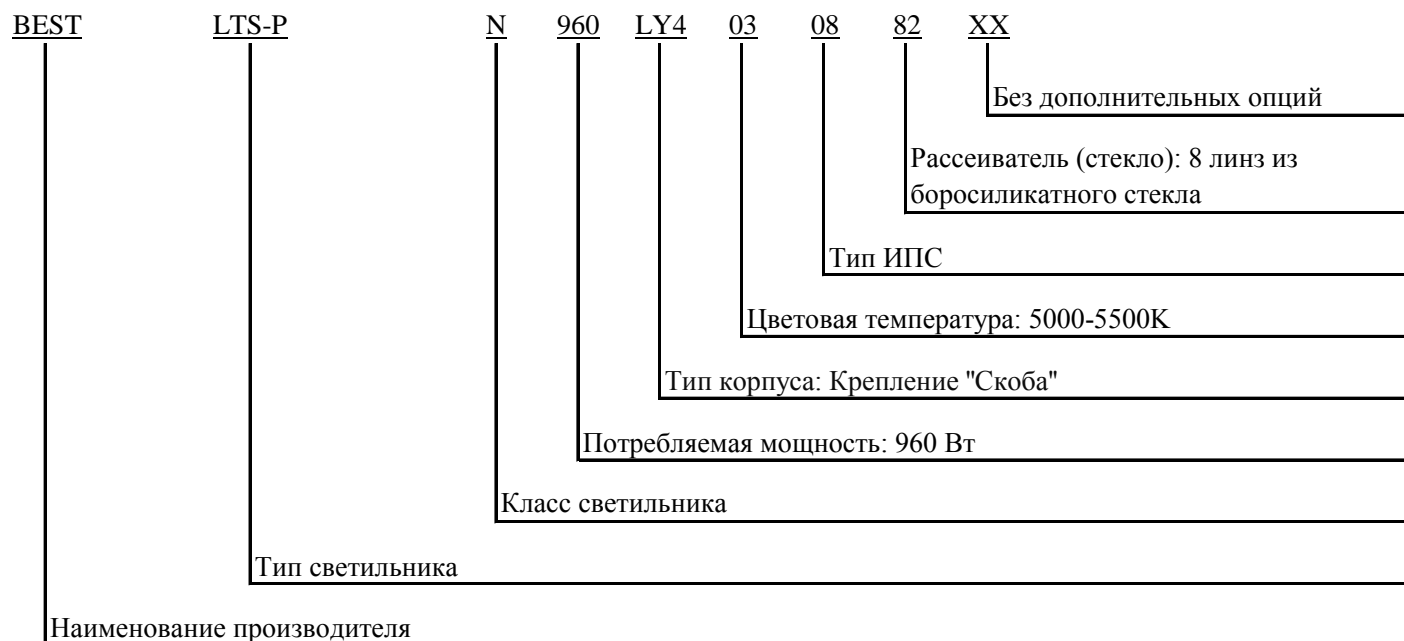 BEST LTS-P N 960 LY4 03 08 82 XX
Без дополнительных опций
Рассеиватель (стекло): 8 линз из
боросиликатного стекла
Тип ИПС
Цветовая температура: 5000-5500К
Тип корпуса: Крепление "Скоба"
Потребляемая мощность: 960 Вт
Класс светильника
Тип светильника
Наименование производителя